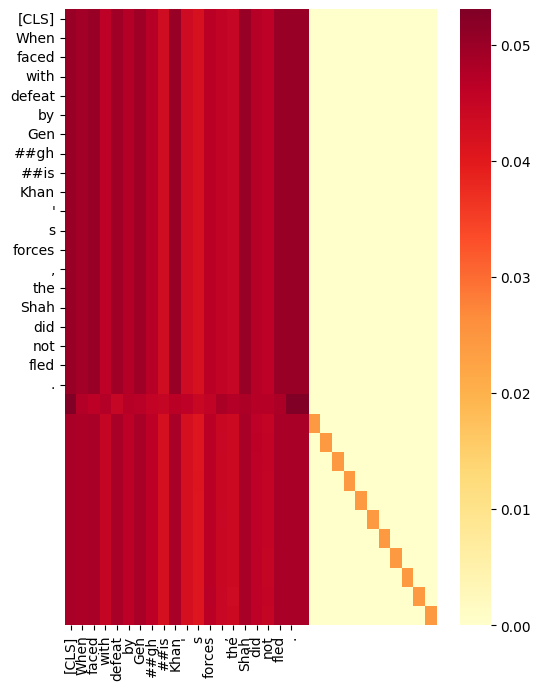 [CLS]
When
faced
with
defeat
by
Gen
##gh
##is
Khan
'
s
forces
,
the
Shah
did
not
fled
.
0.05
0.04
0.03
0.02
0.01
0.00
[CLS]
When
faced
with
defeat
by
Gen
##gh
##is
Khan
'
s
forces
,
the
Shah
did
not
fled
.